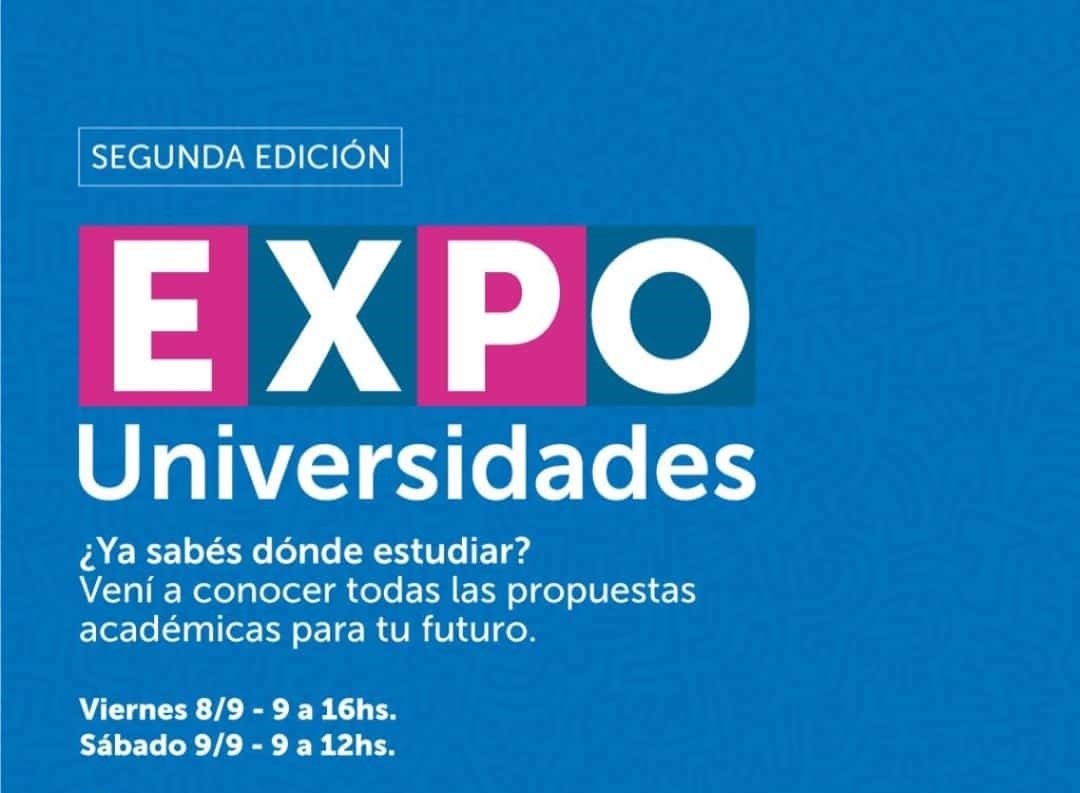 SEGUNDA EDICIÓN
EXPO
Universidades
¿Ya sabés dónde estudiar?
Vení a conocer todas las propuestas
académicas para tu futuro.
Viernes 8/9 - 9 a 16hs.
Sábado 9/9 - 9 a 12hs.